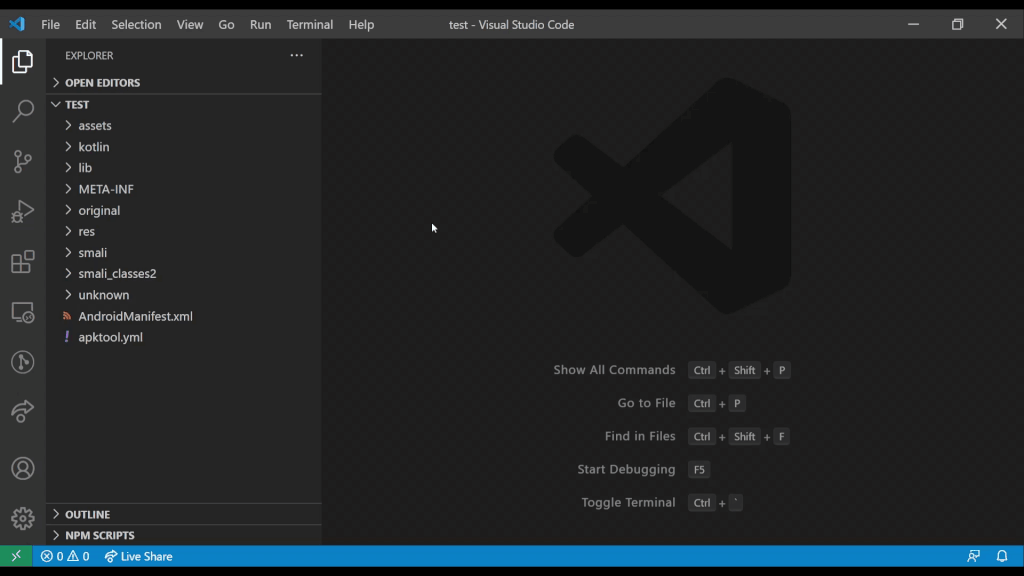 File Edit Selection View Go Run Terminal Help
test - Visual Studio Code
EXPLORER
OPEN EDITORS
TEST
assets
kotlin
lib
META-INF
original
res
smali
smali_classes2
unknown
AndroidManifest.xml
! apktool.yml
Show All Commands Ctrl + Shift + P
Go to File Ctrl + P
Find in Files Ctrl + Shift + F
Start Debugging F5
Toggle Terminal Ctrl + `
OUTLINE
NPM SCRIPTS
0 0 Live Share